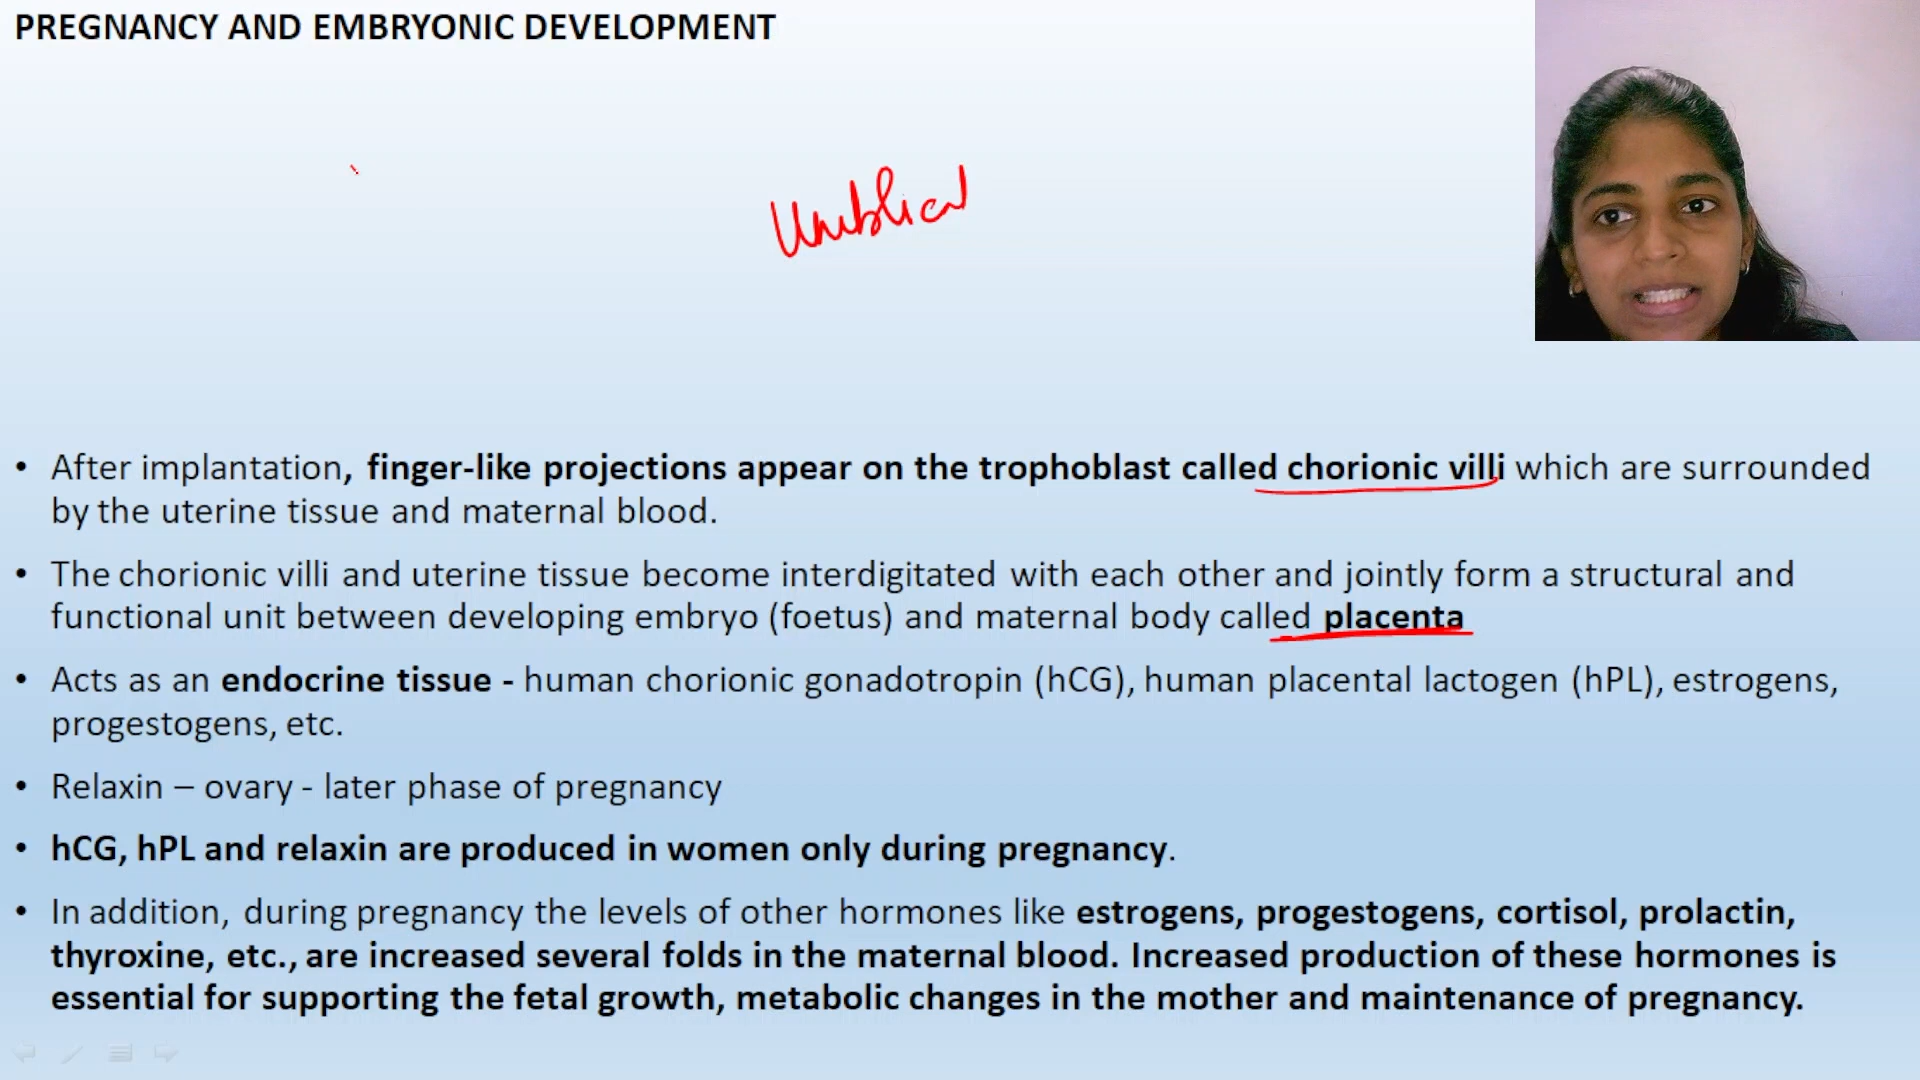 PREGNANCY AND EMBRYONIC DEVELOPMENT
Umblical
• After implantation, finger-like projections appear on the trophoblast called chorionic villi which are surrounded
by the uterine tissue and maternal blood.
• The chorionic villi and uterine tissue become interdigitated with each other and jointly form a structural and
functional unit between developing embryo (foetus) and maternal body called placenta
• Acts as an endocrine tissue - human chorionic gonadotropin (hCG), human placental lactogen (hPL), estrogens,
progestogens, etc.
• Relaxin – ovary - later phase of pregnancy
• hCG, hPL and relaxin are produced in women only during pregnancy.
• In addition, during pregnancy the levels of other hormones like estrogens, progestogens, cortisol, prolactin,
thyroxine, etc., are increased several folds in the maternal blood. Increased production of these hormones is
essential for supporting the fetal growth, metabolic changes in the mother and maintenance of pregnancy.